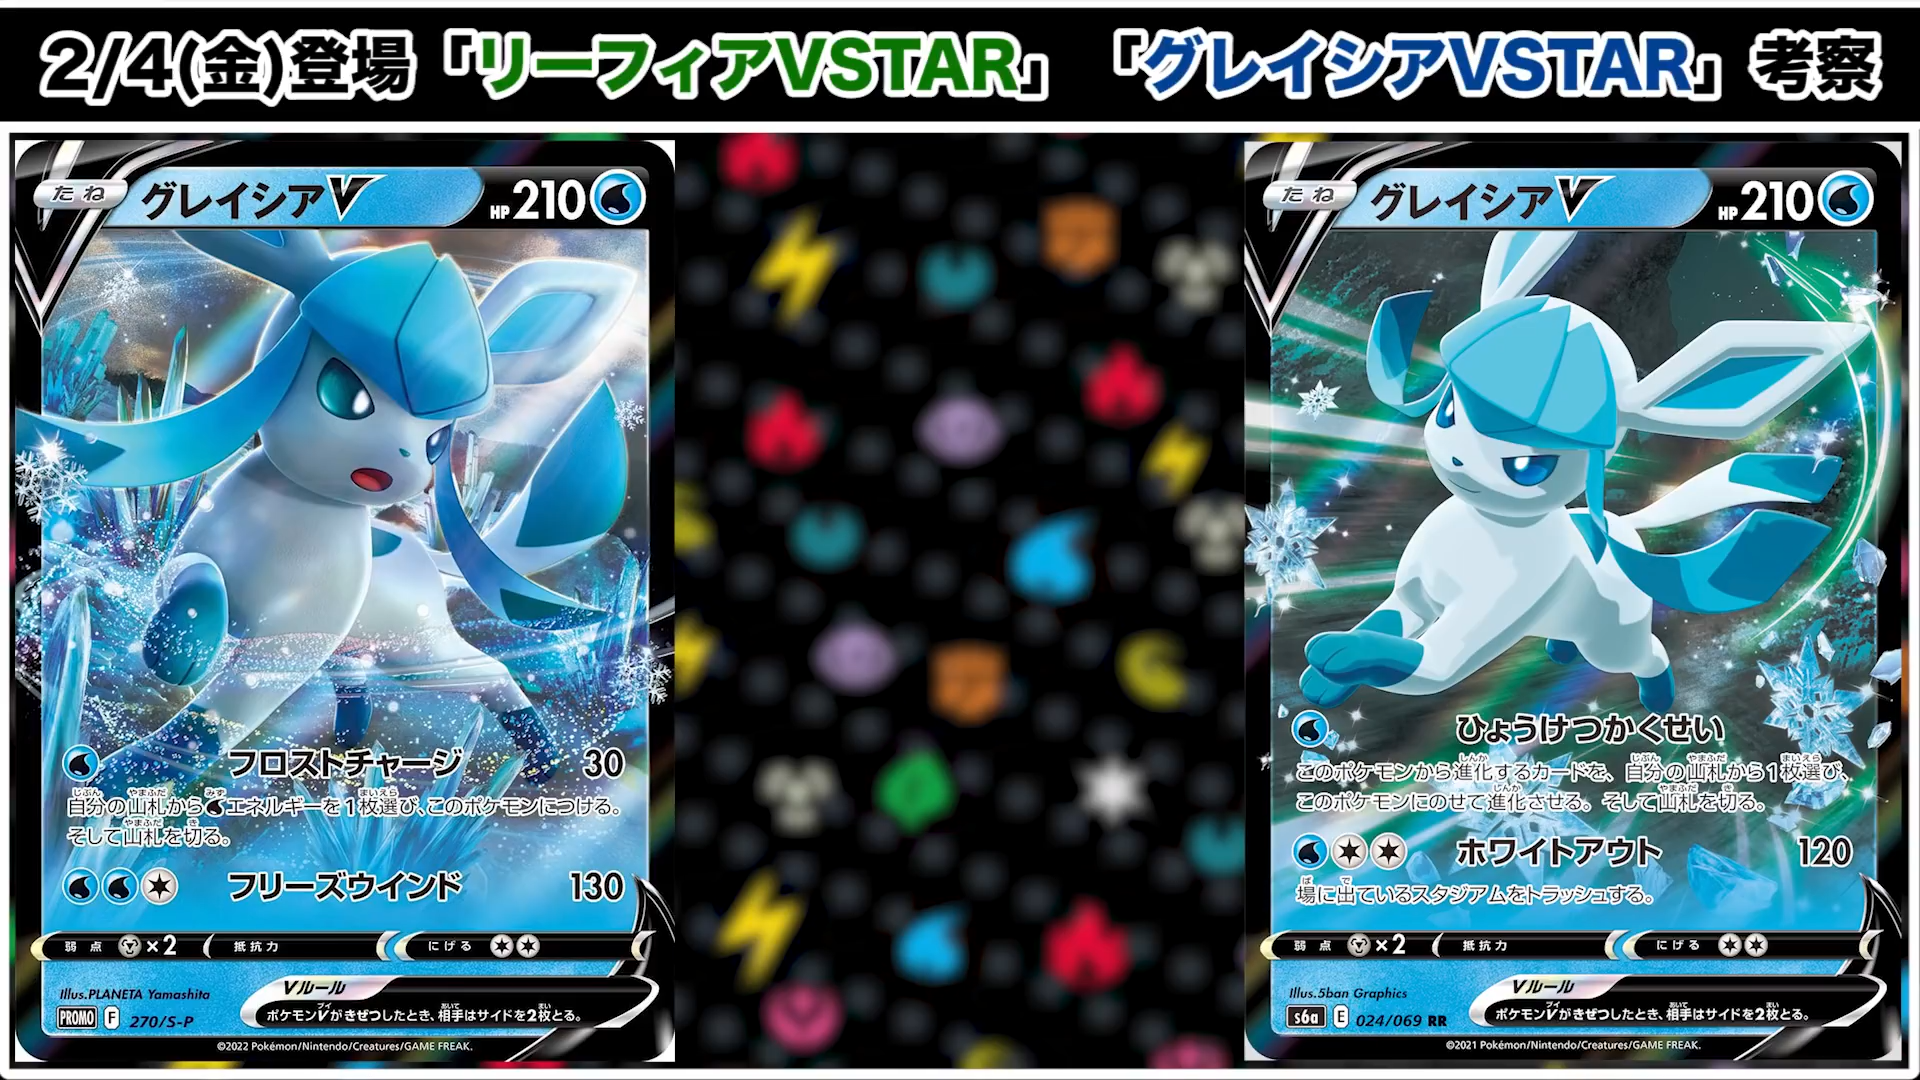 2/4(金)登場「リーフィアVSTAR」「グレイシアVSTAR」考察
たね グレイシアV HP210
フロストチャージ 30
自分の山札からエネルギーを1枚選び、このポケモンにつける。
そして山札を切る。
フリーズウインド 130
弱点 ×2 抵抗力 にげる
Illus.PLANETA Yamashita
Vルール
PROMO F 270/S-P
ポケモンVがきぜつしたとき、相手はサイドを2枚とる。
©2022 Pokémon/Nintendo/Creatures/GAME FREAK.
たね グレイシアV HP210
ひょうけつかくせい
このポケモンから進化するカードを、自分の山札から1枚選び、
このポケモンにのせて進化させる。そして山札を切る。
ホワイトアウト 120
場に出ているスタジアムをトラッシュする。
弱点 ×2 抵抗力 にげる
Illus.5ban Graphics
Vルール
s6a E 024/069 RR
ポケモンVがきぜつしたとき、相手はサイドを2枚とる。
©2021 Pokémon/Nintendo/Creatures/GAME FREAK.